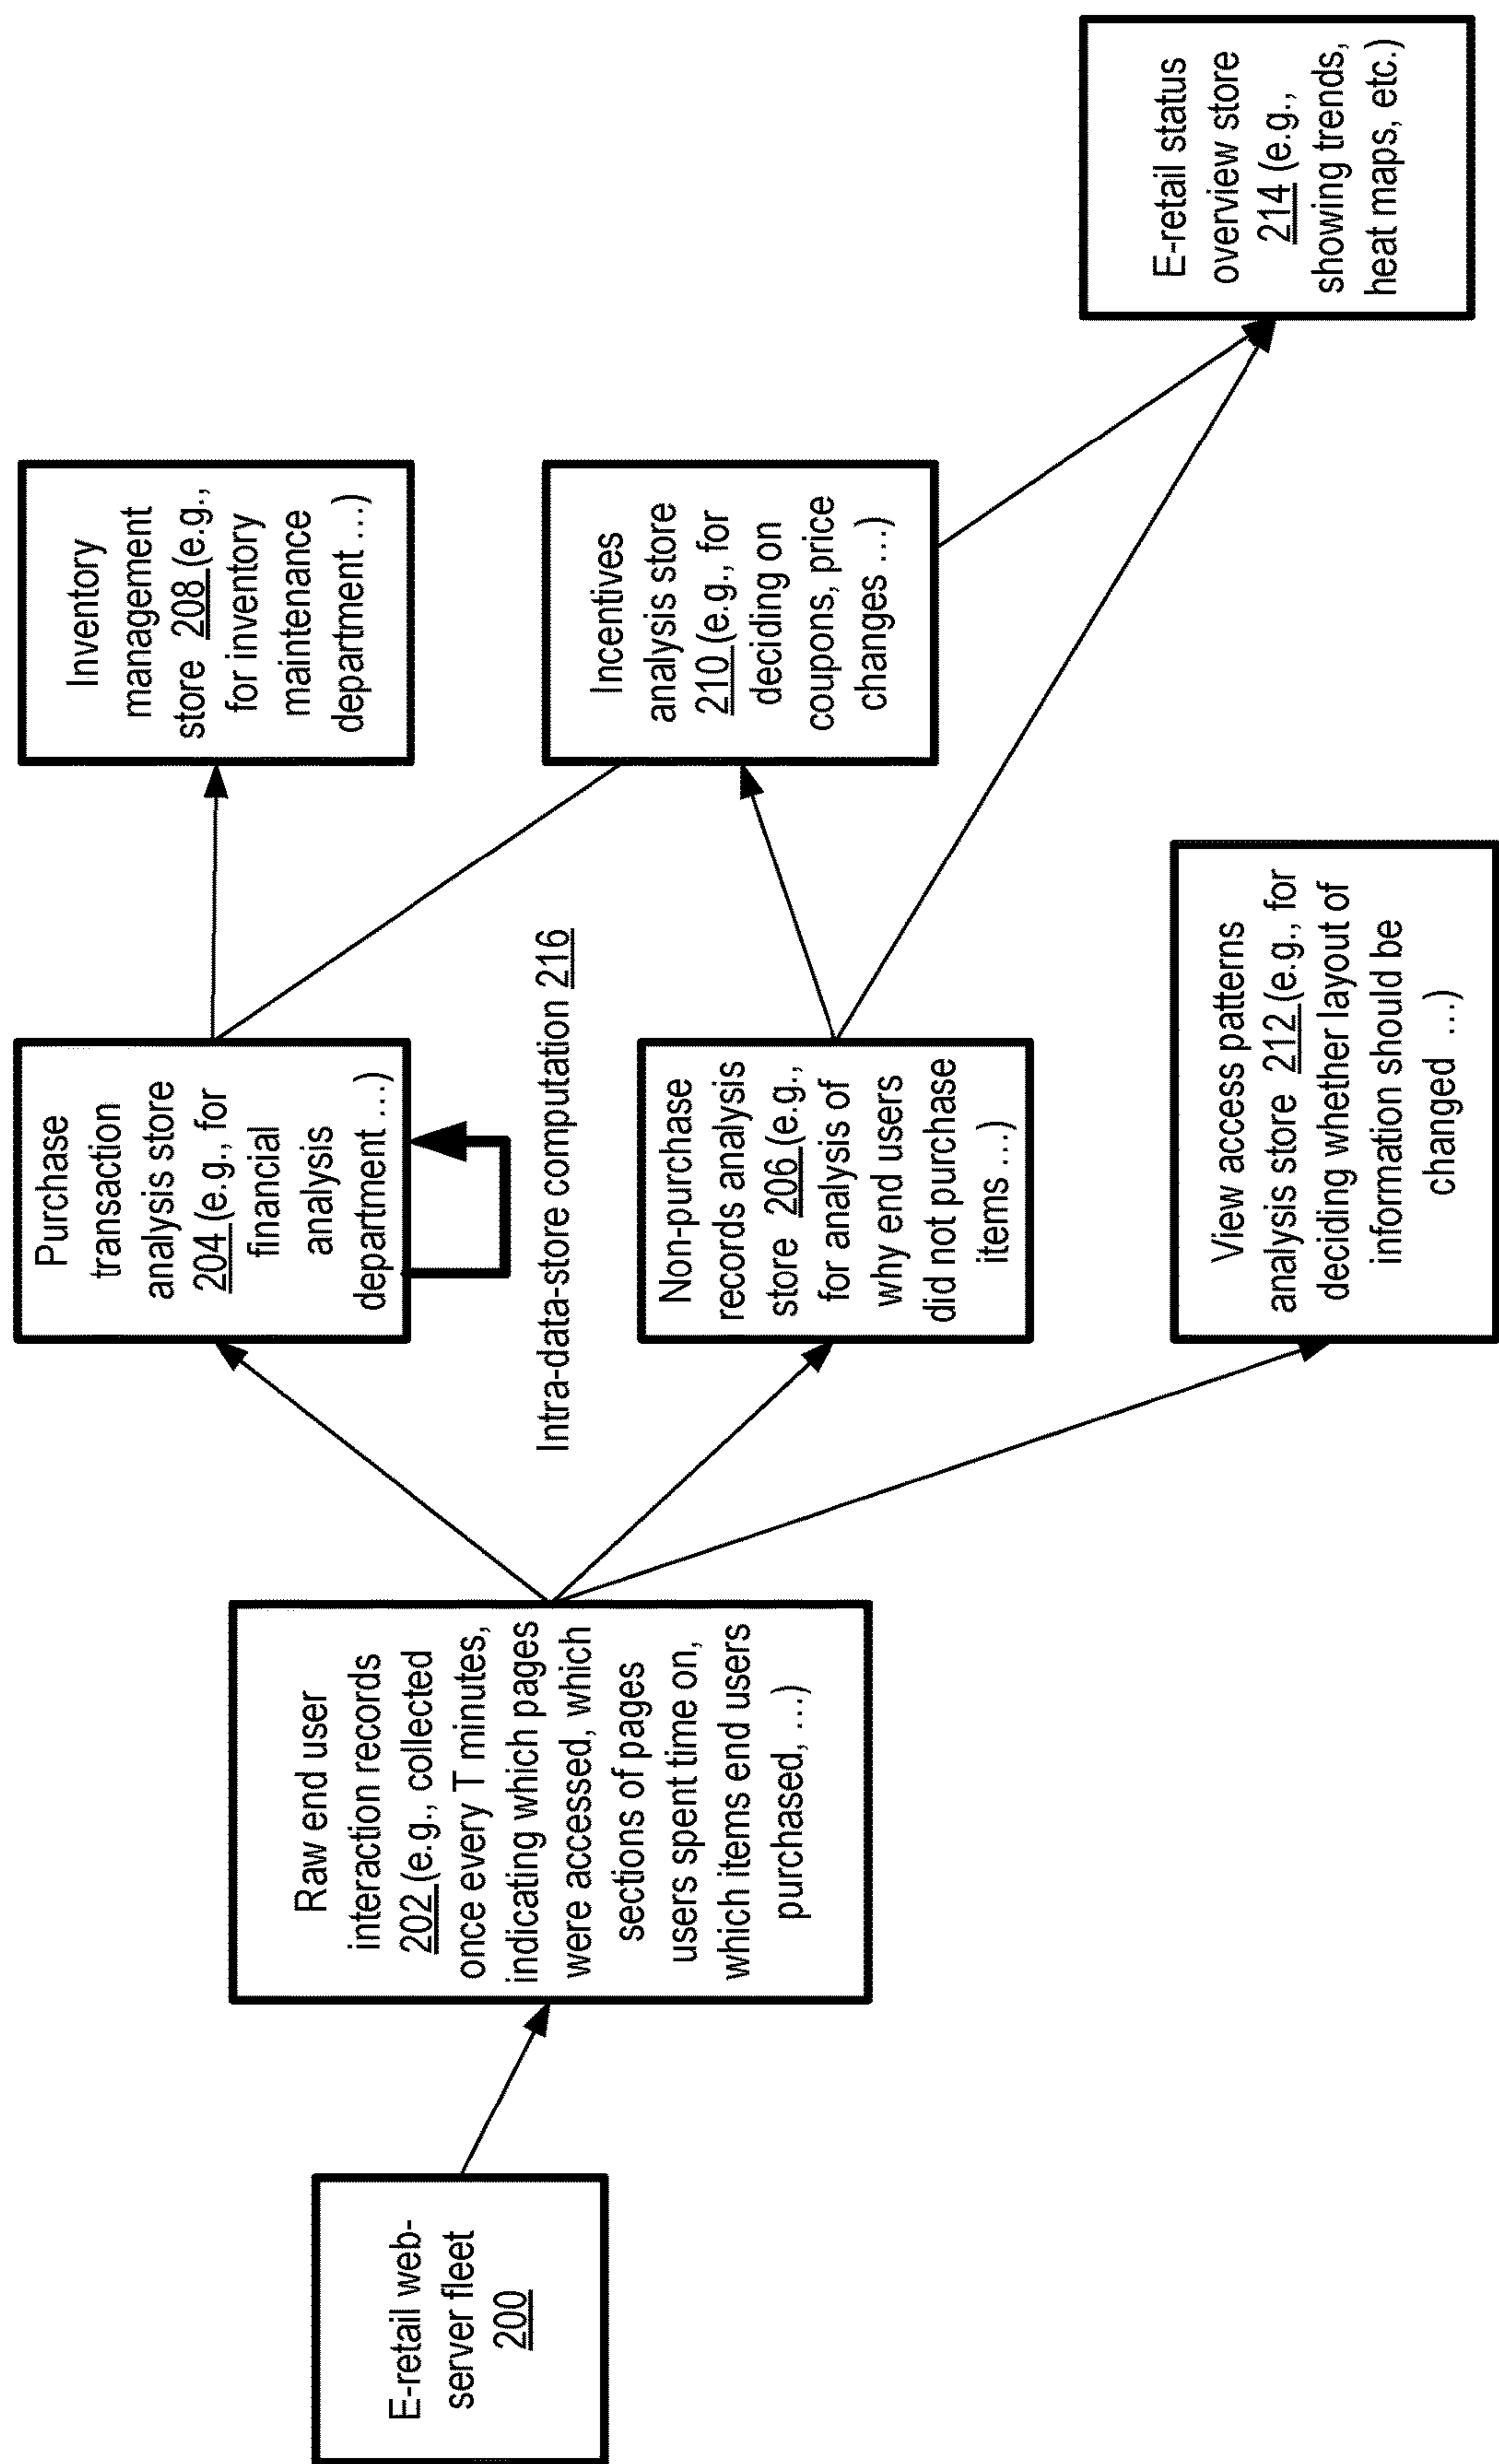 E-retail web-
server fleet
200
Raw end user
interaction records
202 (e.g., collected
once every T minutes,
indicating which pages
were accessed, which
sections of pages
users spent time on,
which items end users
purchased, …)
Purchase
transaction
analysis store
204 (e.g., for
financial
analysis
department …)
Intra-data-store computation 216
Non-purchase
records analysis
store 206 (e.g.,
for analysis of
why end users
did not purchase
items …)
View access patterns
analysis store 212 (e.g., for
deciding whether layout of
information should be
changed …)
Inventory
management
store 208 (e.g.,
for inventory
maintenance
department …)
Incentives
analysis store
210 (e.g., for
deciding on
coupons, price
changes …)
E-retail status
overview store
214 (e.g.,
showing trends,
heat maps, etc.)